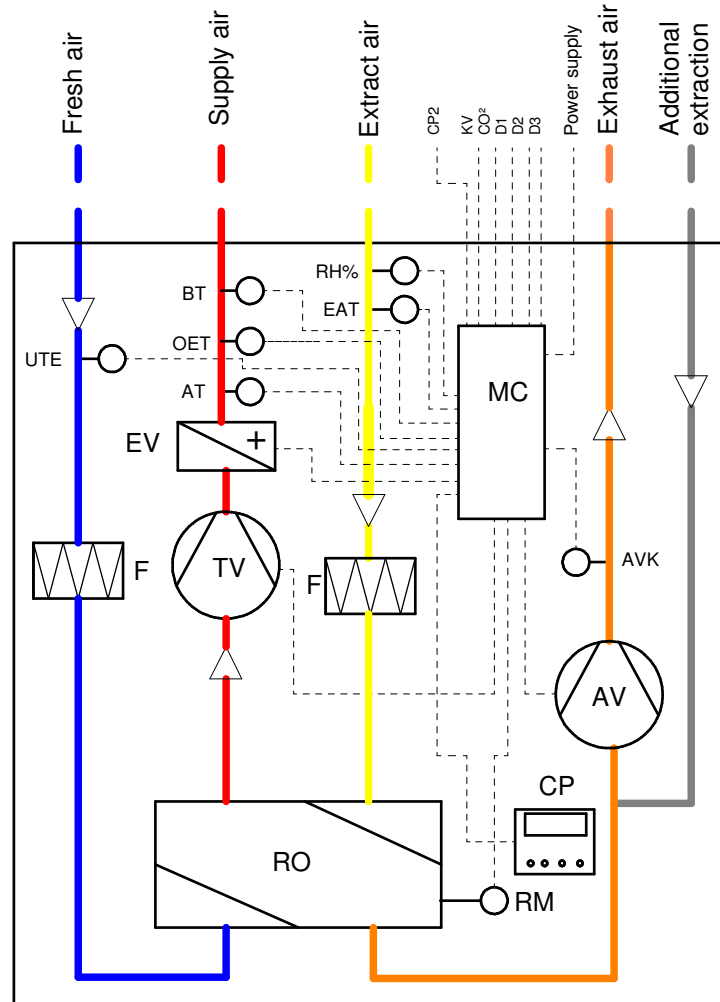 Fresh air
Supply air
Extract air
CP2
KV
CO²
D1
D2
D3
Power supply
Exhaust air
Additional
extraction
RH%
BT
EAT
OET
UTE
AT
MC
EV
+
F
TV
F
AVK
AV
CP
RO
RM